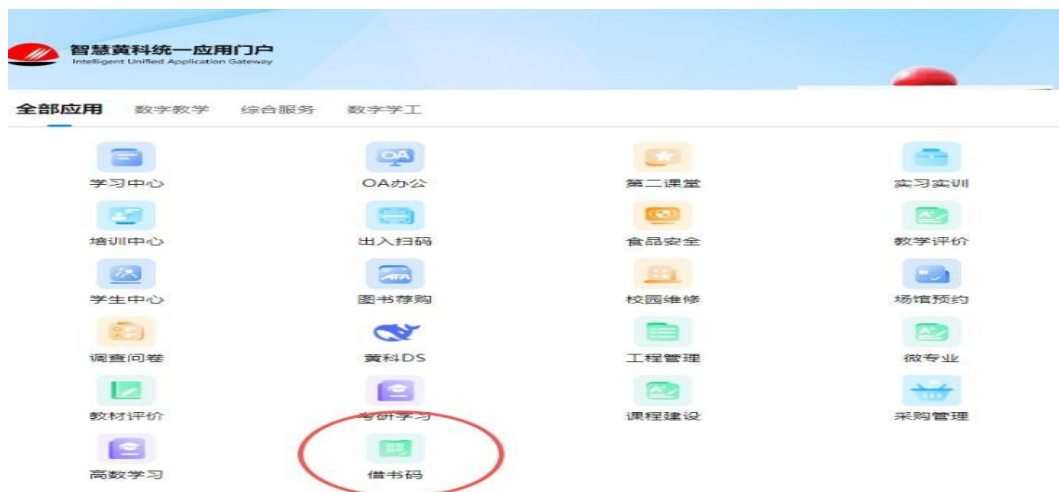 智慧黄科统一应用门户
Intelligent Unified Application Gateway
全部应用 数字教学 综合服务 数字学工
OA
学习中心 OA办公 第二课堂 实习实训
培训中心 出入扫码 食品安全 教学评价
学生中心 图书荐购 校园维修 场馆预约
调查问卷 黄科DS 工程管理 微专业
教材评价 考研学习 课程建设 采购管理
高数学习 借书码